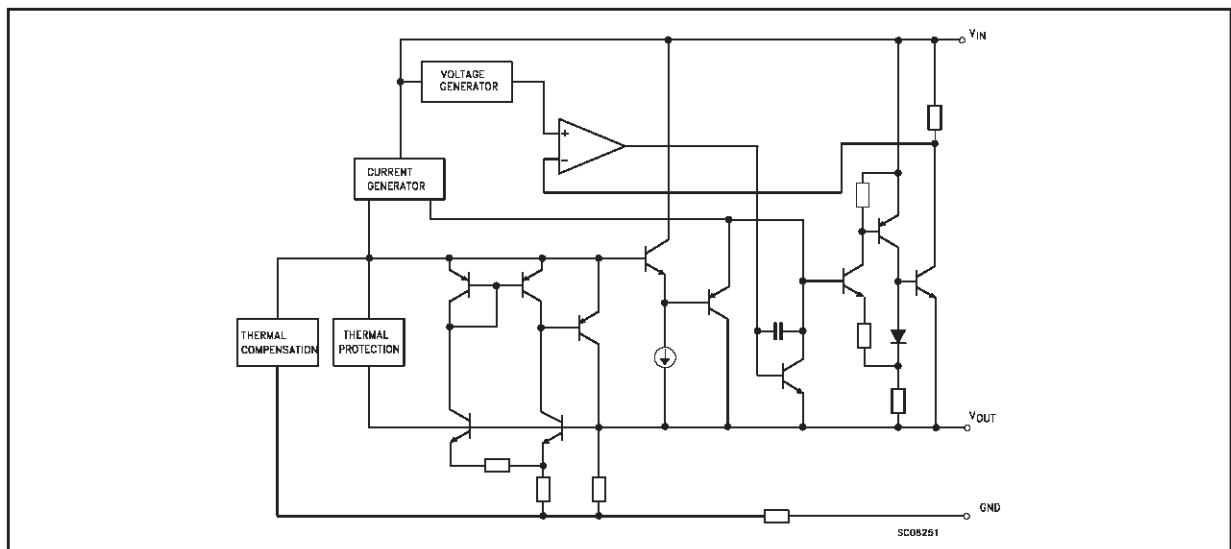 VIN
VOLTAGE
GENERATOR
+
−
CURRENT
GENERATOR
THERMAL
COMPENSATION
THERMAL
PROTECTION
VOUT
GND
SC08251